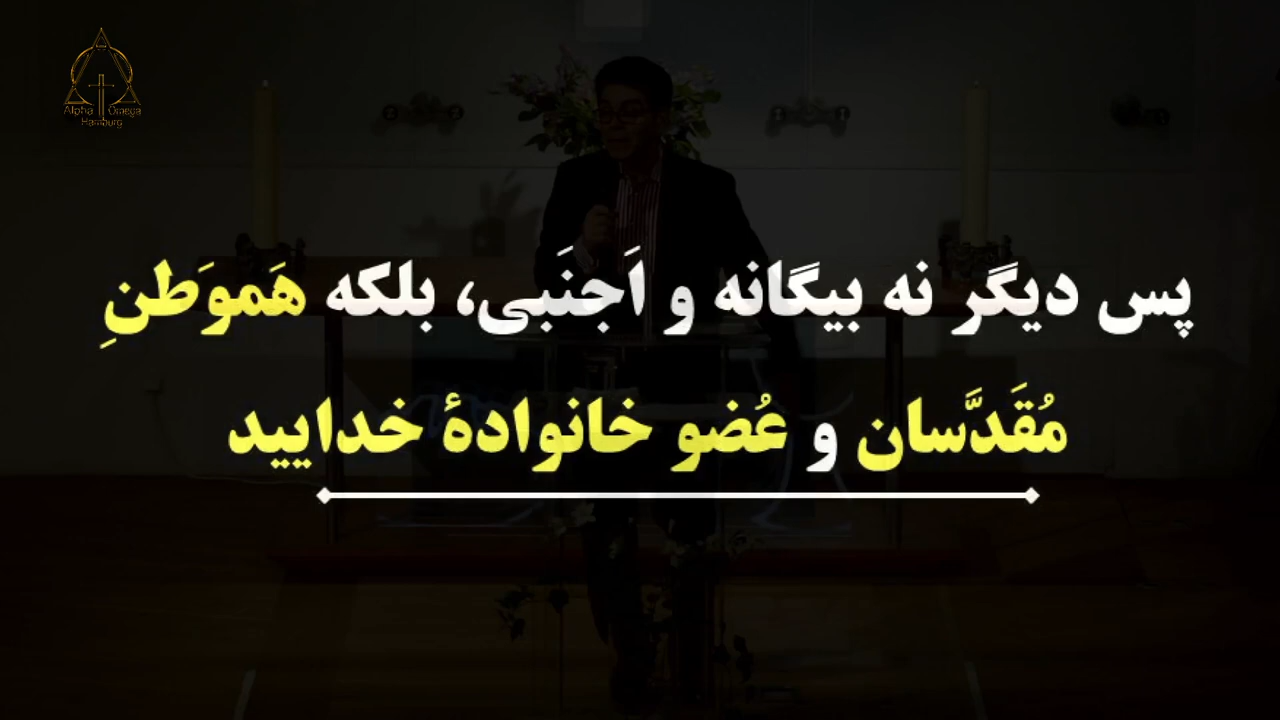 Alpha Omega
Hamburg
پس دیگر نه بیگانه و اَجنَبی، بلکه هَموَطنِ
مُقَدَّسان و عُضو خانوادهٔ خدایید